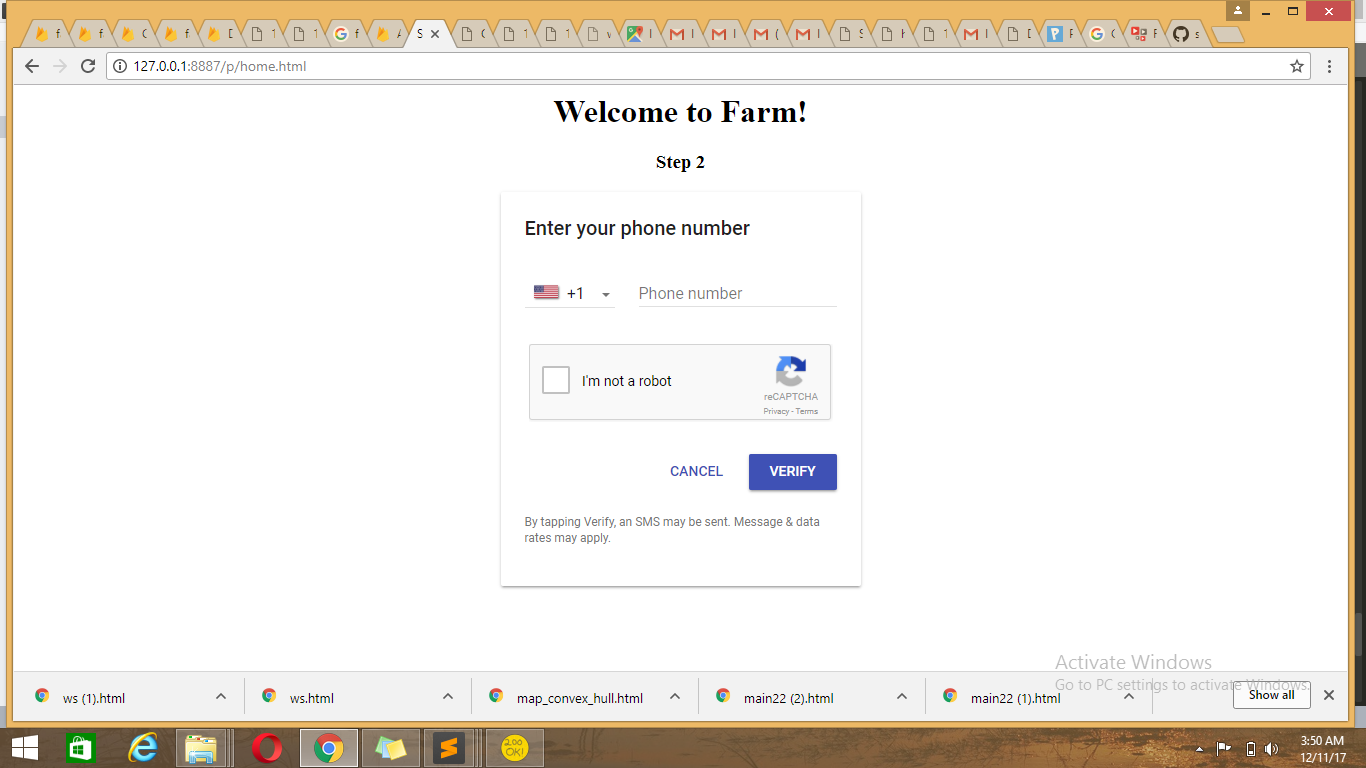 127.0.0.1:8887/p/home.html
Welcome to Farm!
Step 2
Enter your phone number
+1
Phone number
I'm not a robot
reCAPTCHA
Privacy - Terms
CANCEL
VERIFY
By tapping Verify, an SMS may be sent. Message & data
rates may apply.
Activate Windows
Go to PC settings to activate Windows.
ws (1).html
ws.html
map_convex_hull.html
main22 (2).html
main22 (1).html
Show all
2.00
OK!
3:50 AM
12/11/17